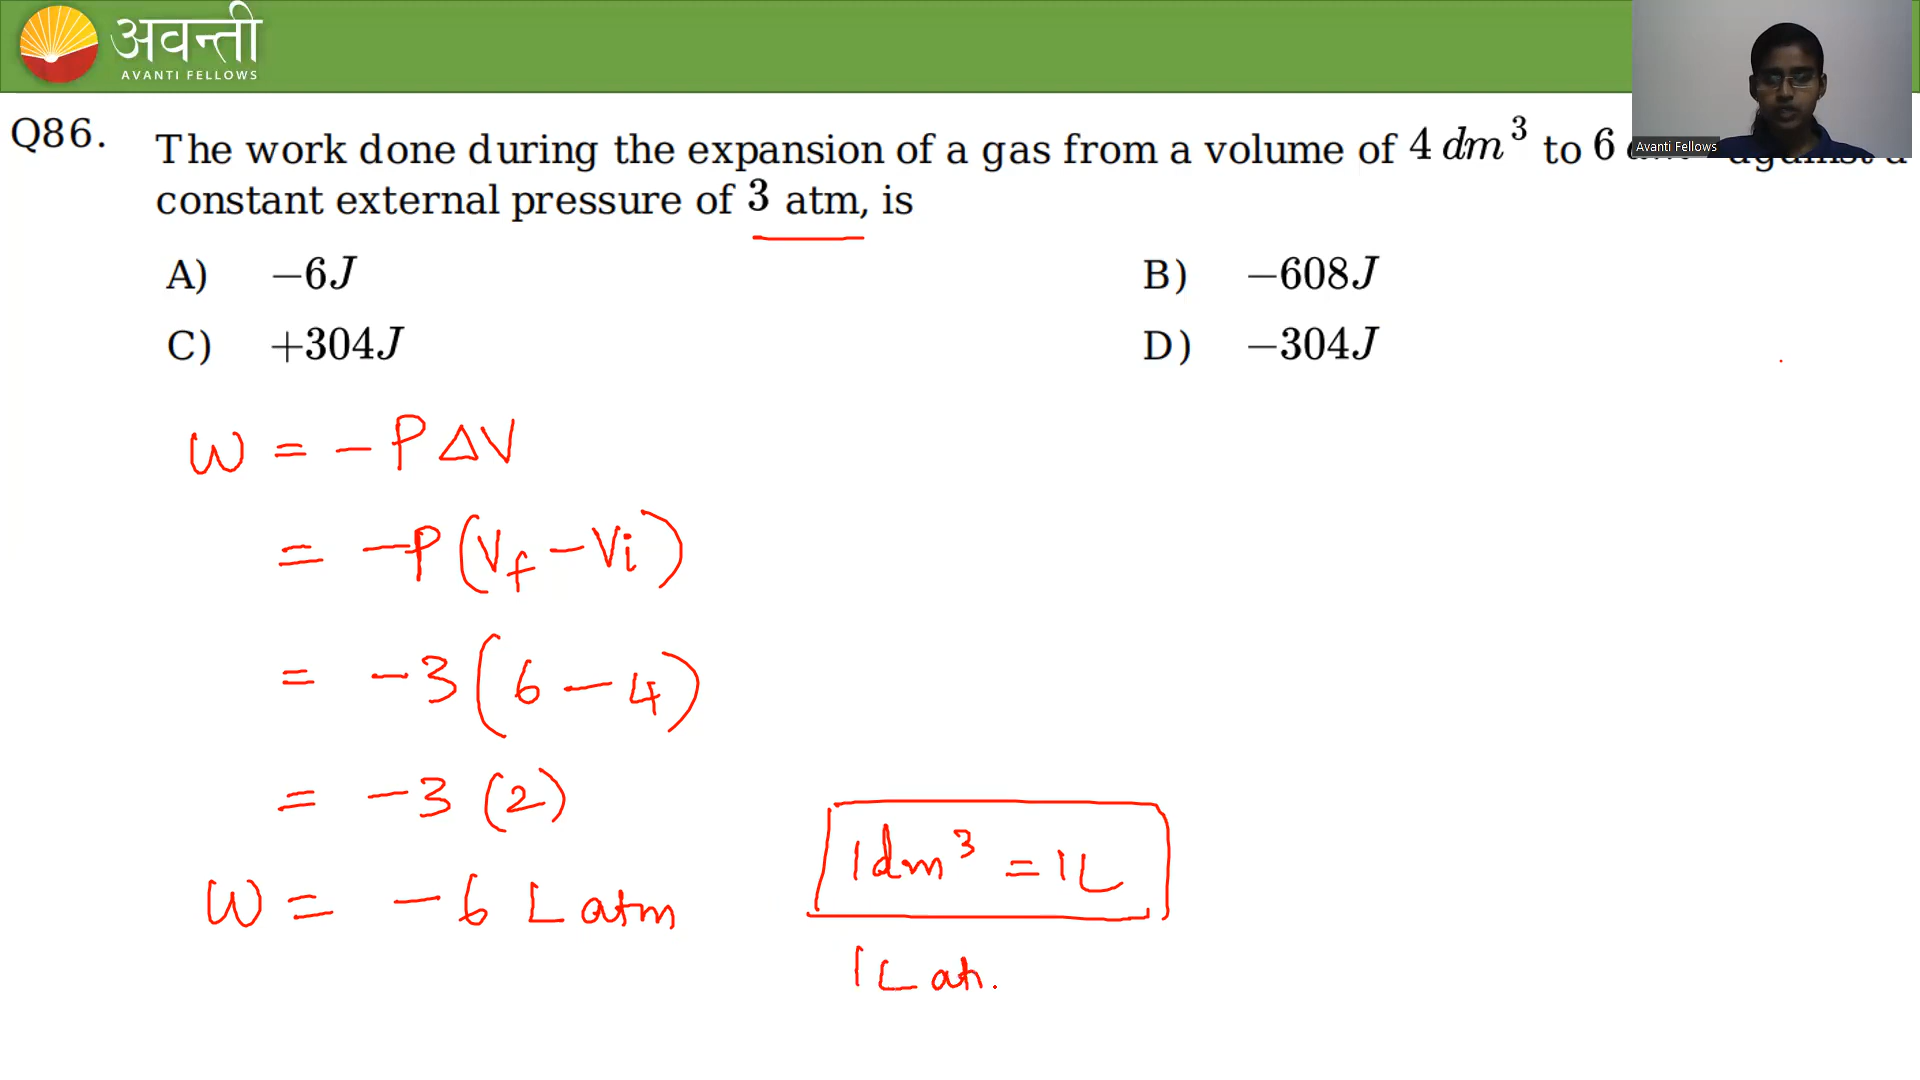 अवन्ती
AVANTI FELLOWS
Avanti Fellows
Q86. The work done during the expansion of a gas from a volume of 4 dm³ to 6
constant external pressure of 3 atm, is
A) −6J B) −608J
C) +304J D) −304J
W = − P ΔV
= −P (Vf − Vi)
= −3 (6 − 4)
= −3 (2)
1dm³ = 1L
W = − 6 L atm
1 L at